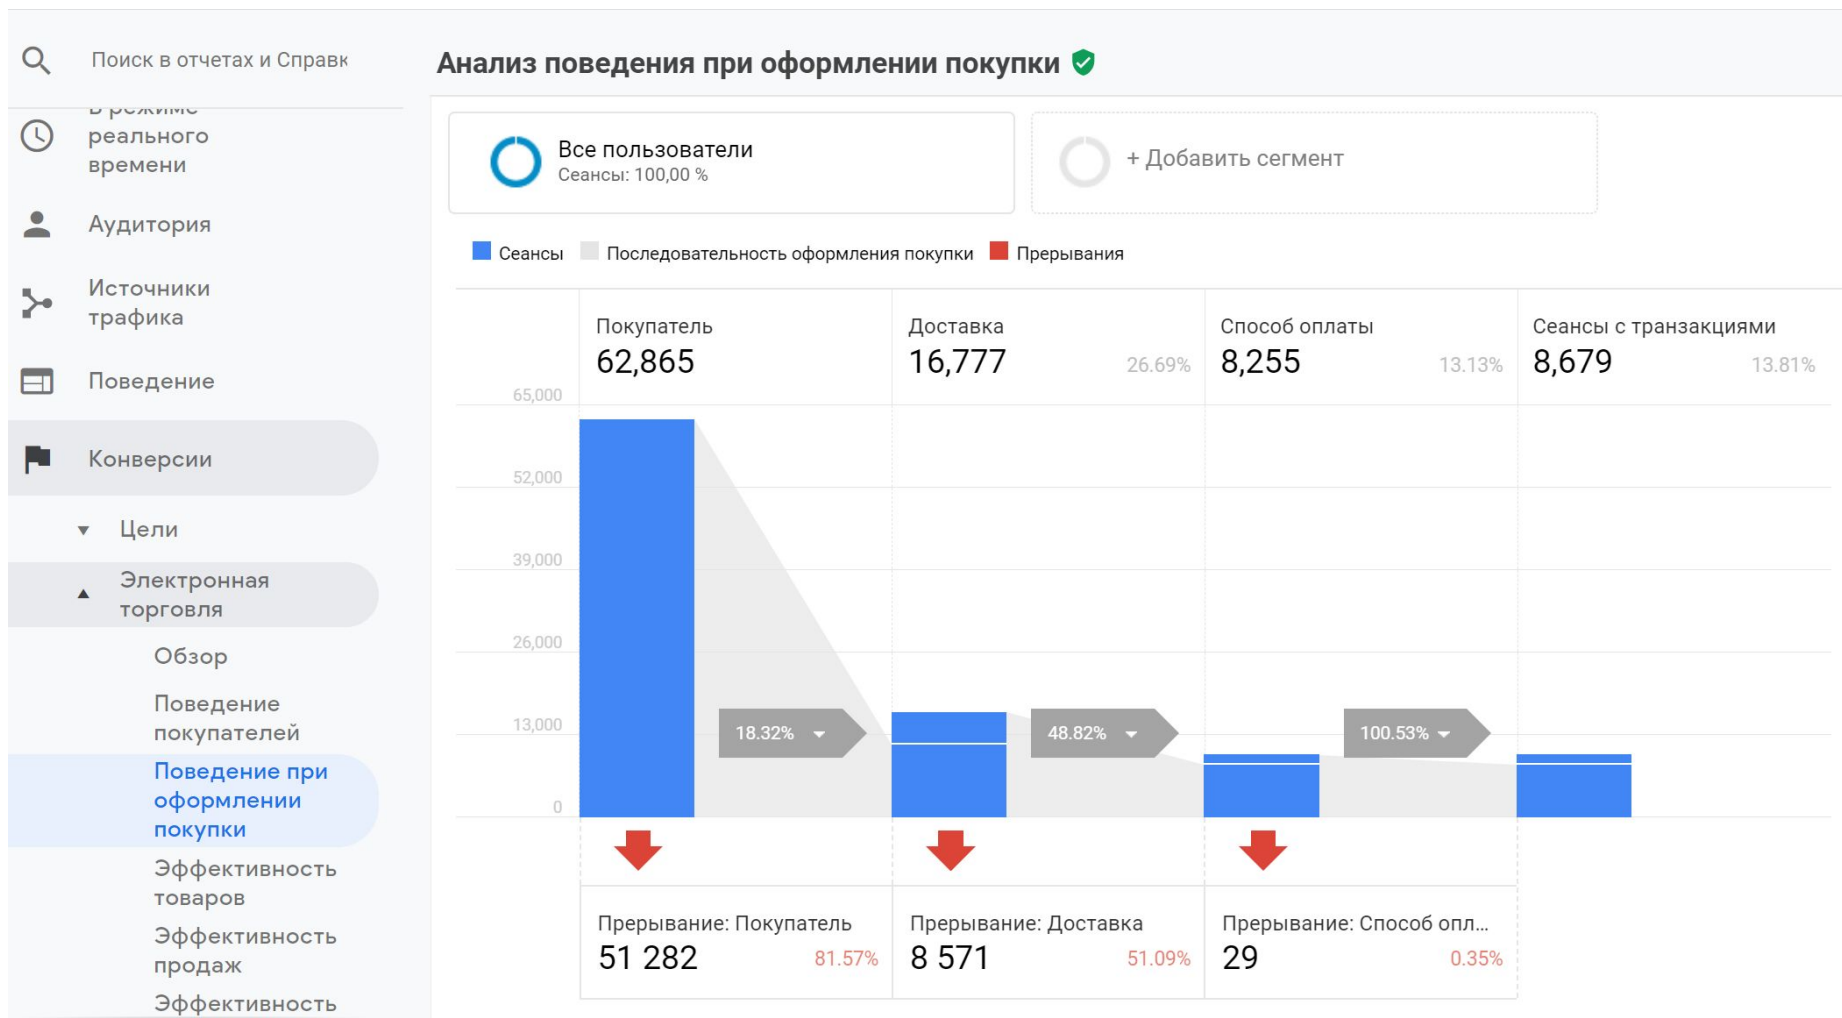 Поиск в отчетах и Справк
В режиме
реального
времени
Аудитория
Источники
трафика
Поведение
Конверсии
Цели
Электронная
торговля
Обзор
Поведение
покупателей
Поведение при
оформлении
покупки
Эффективность
товаров
Эффективность
продаж
Эффективность
Анализ поведения при оформлении покупки
Все пользователи
Сеансы: 100,00 %
+ Добавить сегмент
Сеансы Последовательность оформления покупки Прерывания
Покупатель
62,865
Доставка
16,777 26.69%
Способ оплаты
8,255 13.13%
Сеансы с транзакциями
8,679 13.81%
65,000
52,000
39,000
26,000
13,000
0
18.32%
48.82%
100.53%
Прерывание: Покупатель
51 282 81.57%
Прерывание: Доставка
8 571 51.09%
Прерывание: Способ опл...
29 0.35%